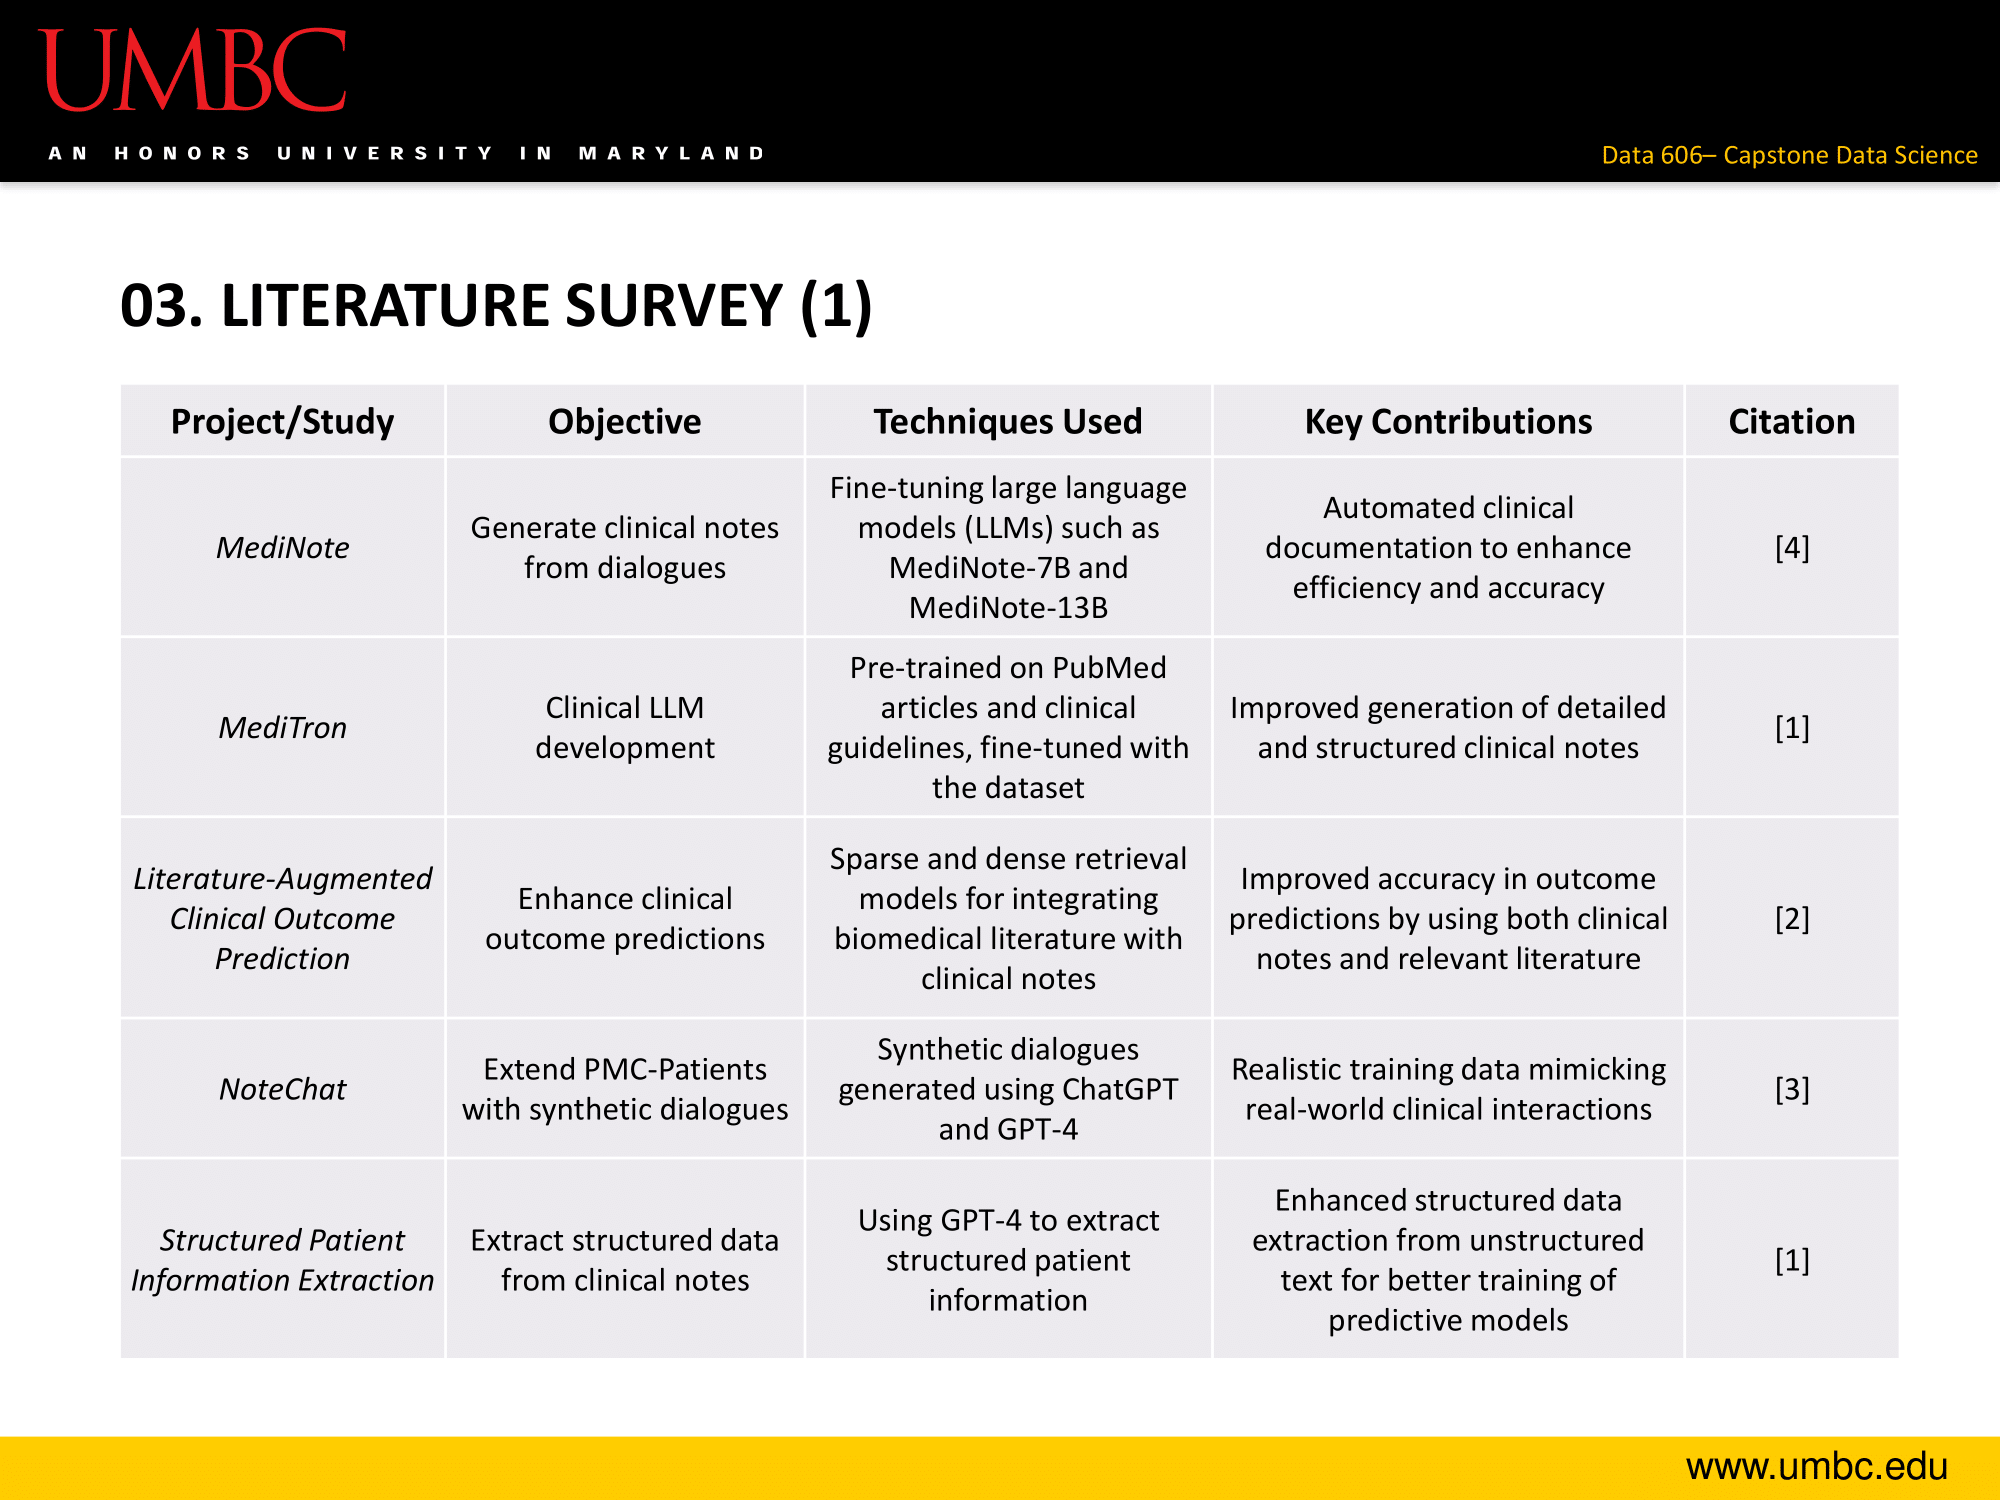 UMBC
AN HONORS UNIVERSITY IN MARYLAND
Data 606– Capstone Data Science
03. LITERATURE SURVEY (1)
Project/Study
Objective
Techniques Used
Key Contributions
Citation
MediNote
Generate clinical notes
from dialogues
Fine-tuning large language
models (LLMs) such as
MediNote-7B and
MediNote-13B
Automated clinical
documentation to enhance
efficiency and accuracy
[4]
MediTron
Clinical LLM
development
Pre-trained on PubMed
articles and clinical
guidelines, fine-tuned with
the dataset
Improved generation of detailed
and structured clinical notes
[1]
Literature-Augmented
Clinical Outcome
Prediction
Enhance clinical
outcome predictions
Sparse and dense retrieval
models for integrating
biomedical literature with
clinical notes
Improved accuracy in outcome
predictions by using both clinical
notes and relevant literature
[2]
NoteChat
Extend PMC-Patients
with synthetic dialogues
Synthetic dialogues
generated using ChatGPT
and GPT-4
Realistic training data mimicking
real-world clinical interactions
[3]
Structured Patient
Information Extraction
Extract structured data
from clinical notes
Using GPT-4 to extract
structured patient
information
Enhanced structured data
extraction from unstructured
text for better training of
predictive models
[1]
www.umbc.edu